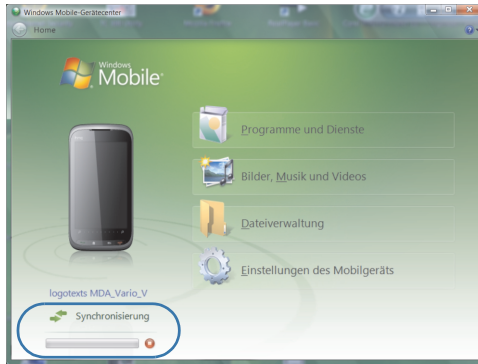 Windows Mobile-Gerätecenter
Home
Windows
Mobile
Programme und Dienste
Bilder, Musik und Videos
Dateiverwaltung
Einstellungen des Mobilgeräts
logotexts MDA_Vario_V
Synchronisierung